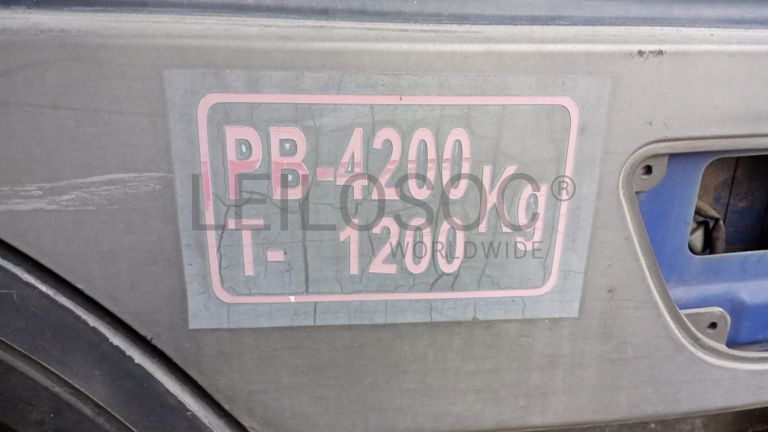 PB-4200 Kg
T- 1200
LEILOSOC®
WORLDWIDE